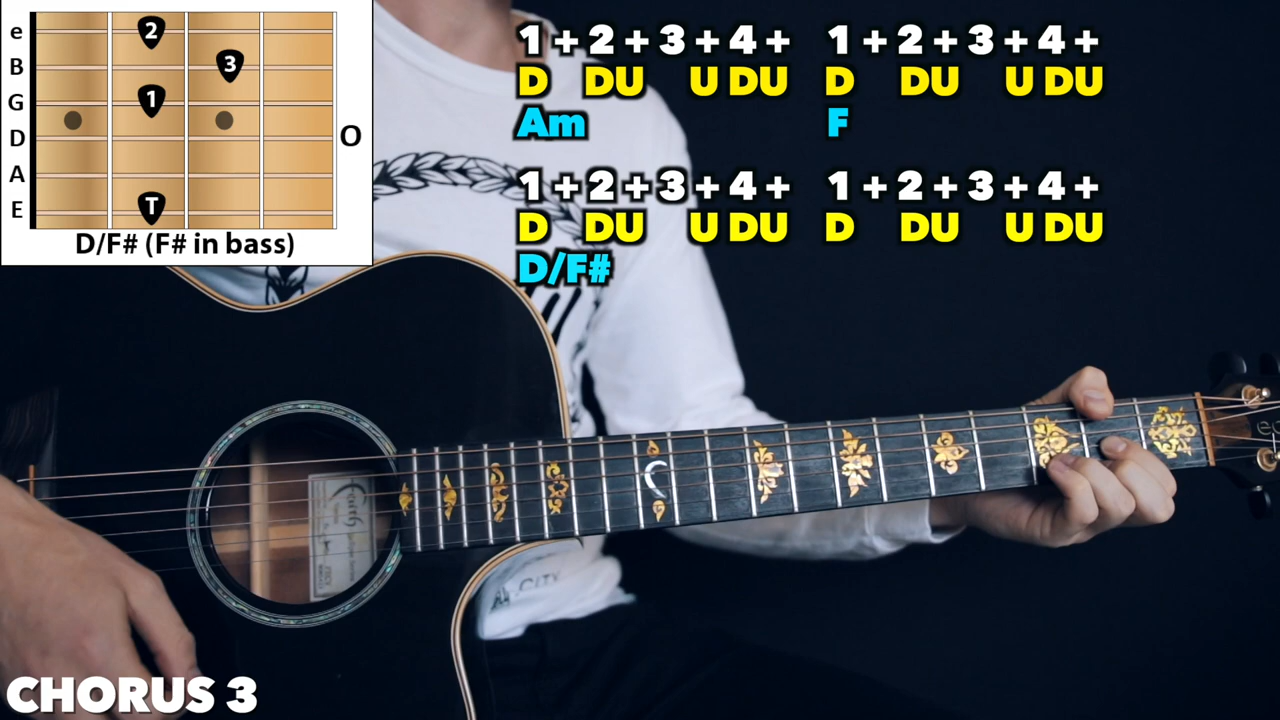 e 2
B 3
G 1
D O
A
E T
D/F# (F# in bass)
1 + 2 + 3 + 4 + 1 + 2 + 3 + 4 +
D DU U DU D DU U DU
Am F
1 + 2 + 3 + 4 + 1 + 2 + 3 + 4 +
D DU U DU D DU U DU
D/F#
CITY
CHORUS 3